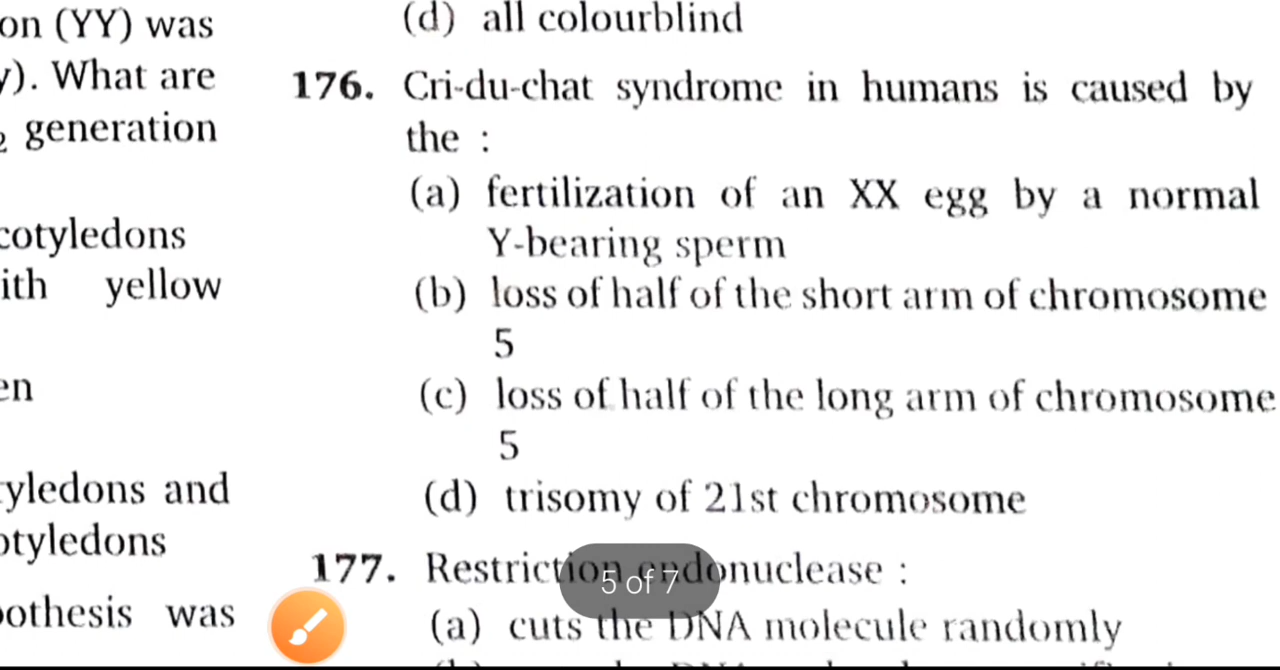 on (YY) was
y). What are
2 generation
cotyledons
ith yellow
en
tyledons and
otyledons
pothesis was
(d) all colourblind
176. Cri-du-chat syndrome in humans is caused by
the :
(a) fertilization of an XX egg by a normal
Y-bearing sperm
(b) loss of half of the short arm of chromosome
5
(c) loss of half of the long arm of chromosome
5
(d) trisomy of 21st chromosome
177. Restriction endonuclease :
5 of 7
(a) cuts the DNA molecule randomly